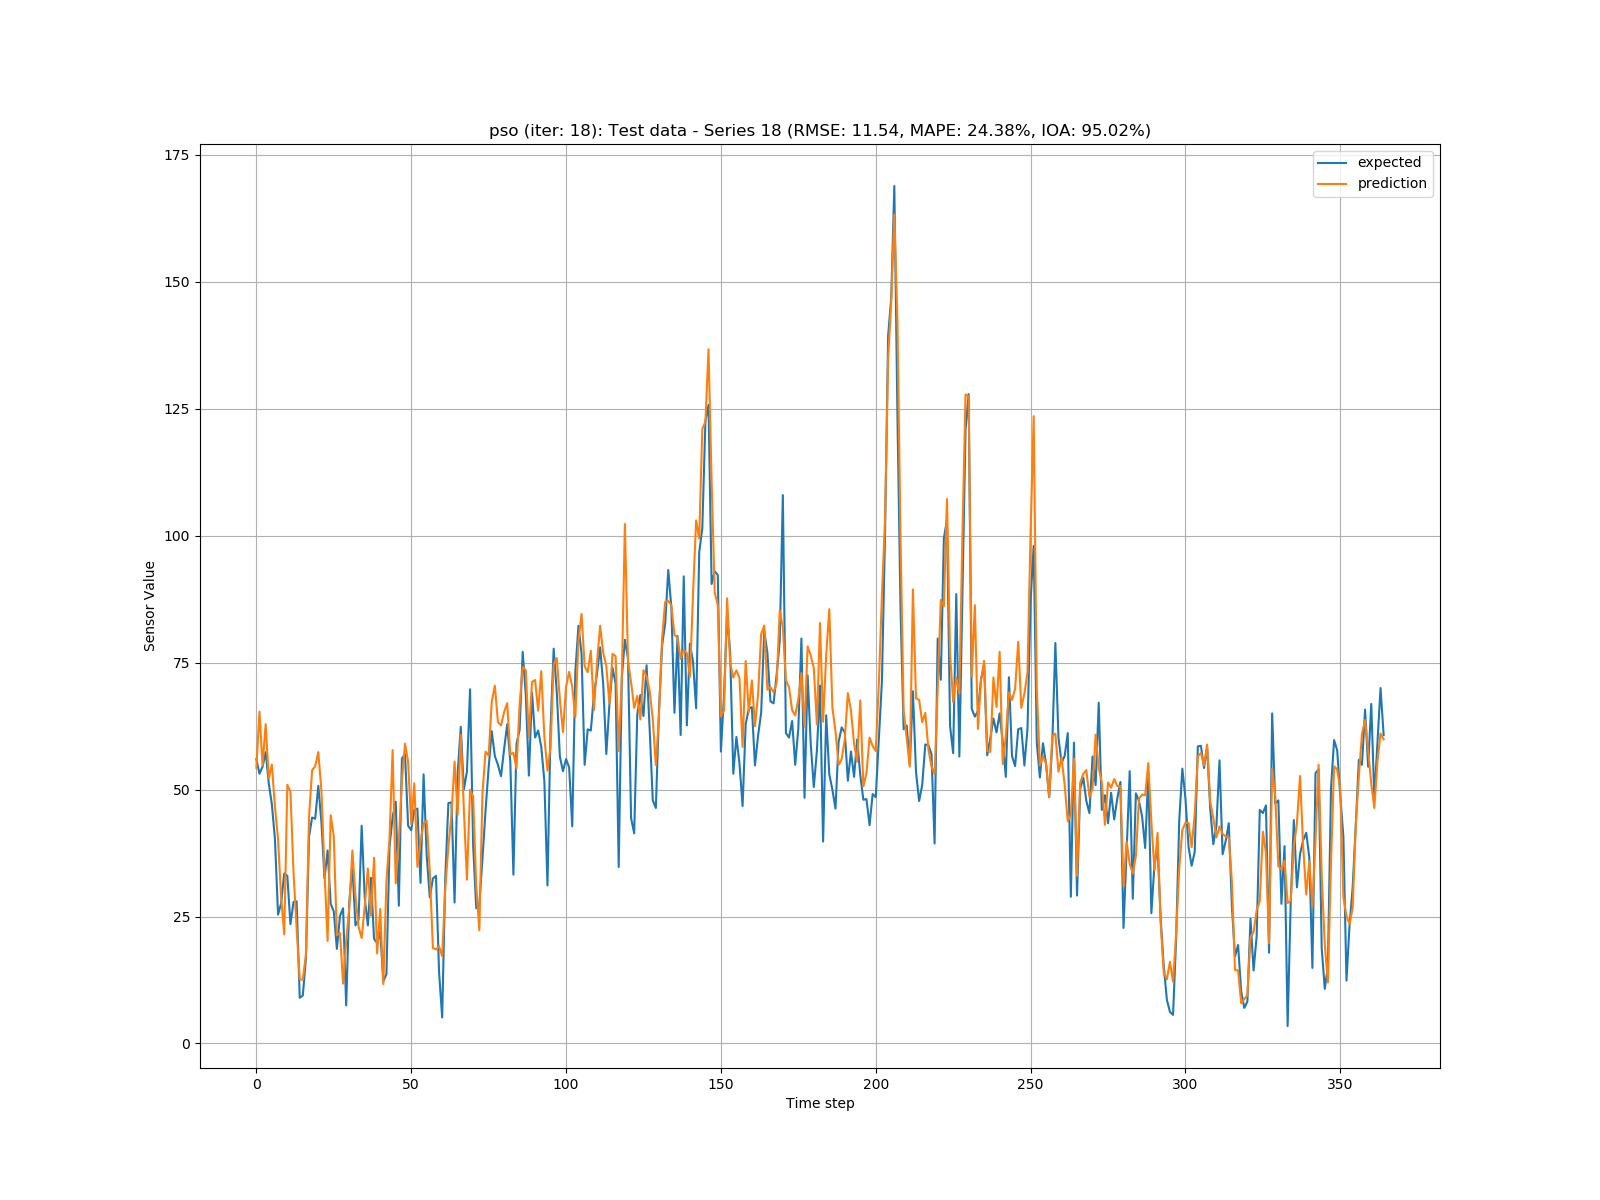 pso (iter: 18): Test data - Series 18 (RMSE: 11.54, MAPE: 24.38%, IOA: 95.02%)
expected
prediction
175
150
125
100
75
50
25
0
Sensor Value
0 50 100 150 200 250 300 350
Time step